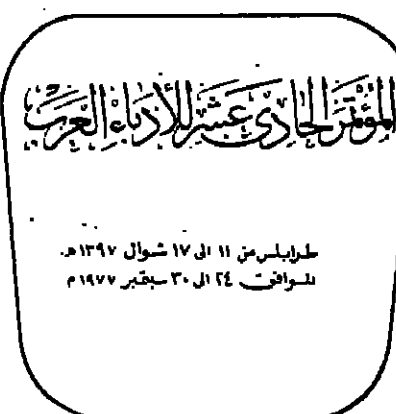 المؤتمر الحادي عشر للأدباء العرب
طرابلس من ١١ الى ١٧ شوال ١٣٩٧هـ.
الموافق ٢٤ الى ٣٠ سبتمبر ١٩٧٧م